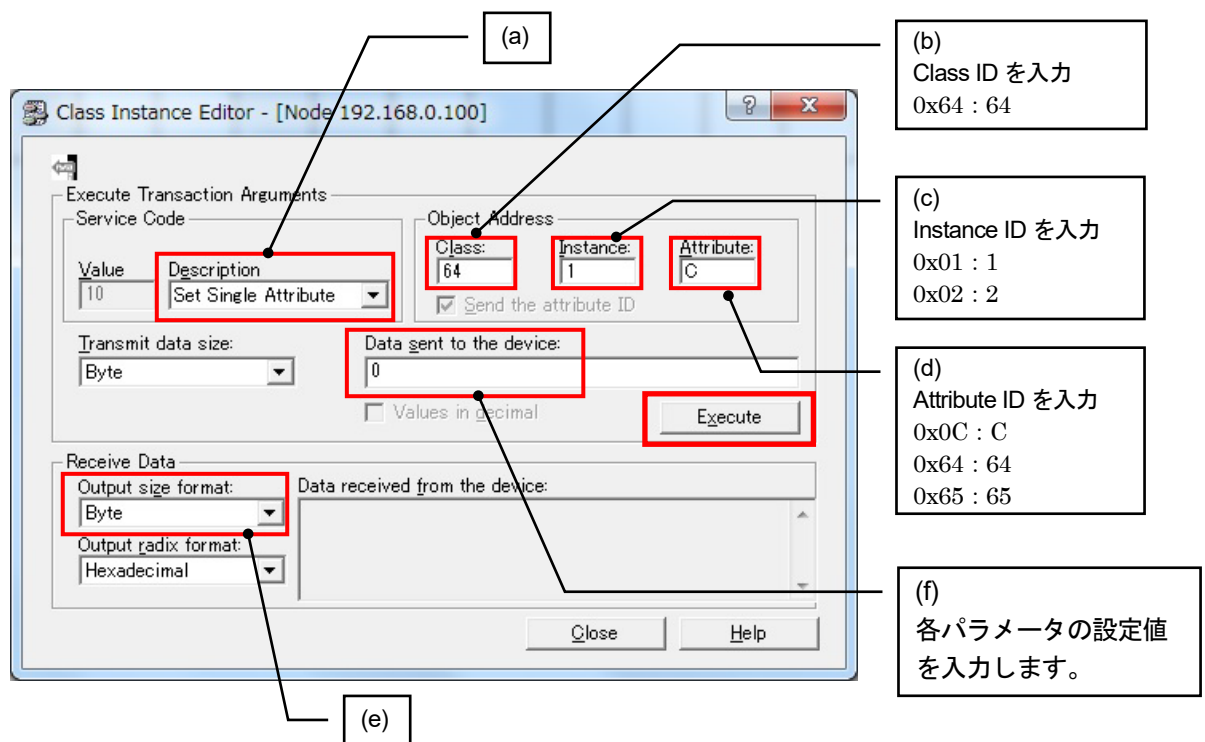 (a)
(b)
Class ID を入力
0x64 : 64
Class Instance Editor - [Node 192.168.0.100]
Execute Transaction Arguments
Service Code
Object Address
Value
Description
Class:
Instance:
Attribute:
10
Set Single Attribute
64
1
C
Send the attribute ID
(c)
Instance ID を入力
0x01 : 1
0x02 : 2
Transmit data size:
Data sent to the device:
Byte
0
Values in decimal
Execute
(d)
Attribute ID を入力
0x0C : C
0x64 : 64
0x65 : 65
Receive Data
Output size format:
Data received from the device:
Byte
Output radix format:
Hexadecimal
Close
Help
(f)
各パラメータの設定値
を入力します。
(e)